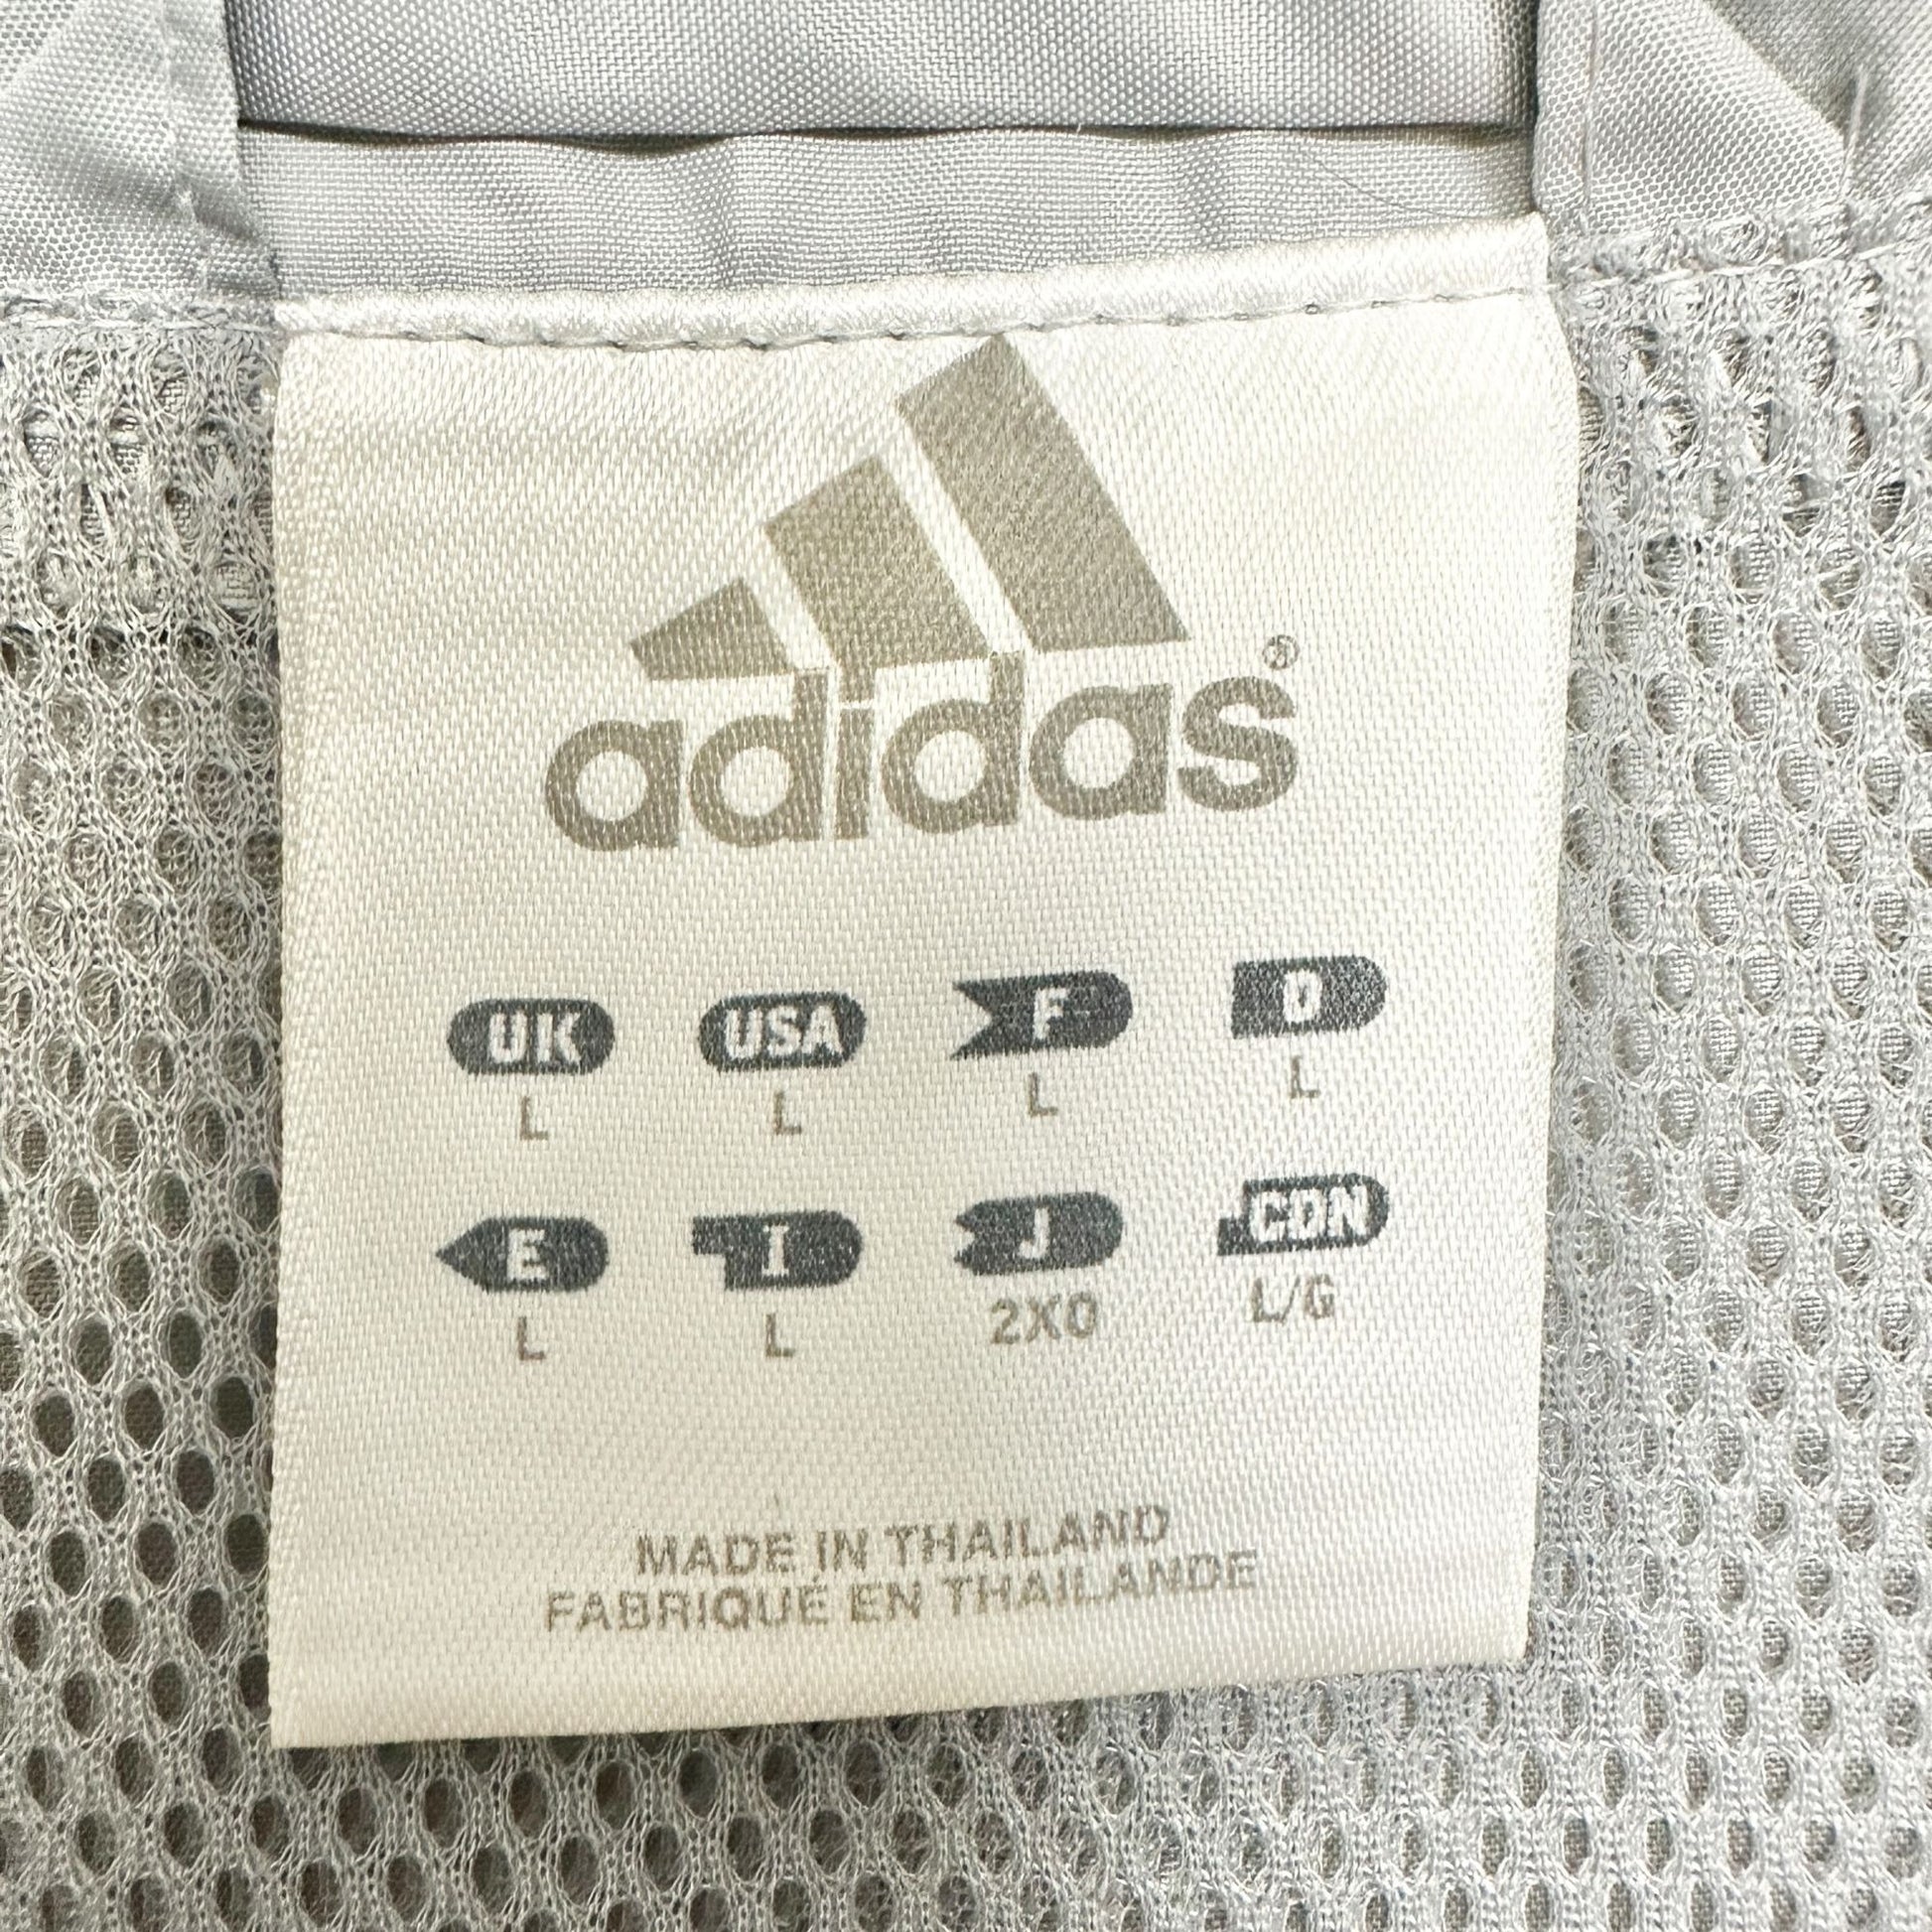 adidas®
UK USA F D
L L L L
E I J CDN
L L 2XO L/G
MADE IN THAILAND
FABRIQUÉ EN THAILANDE